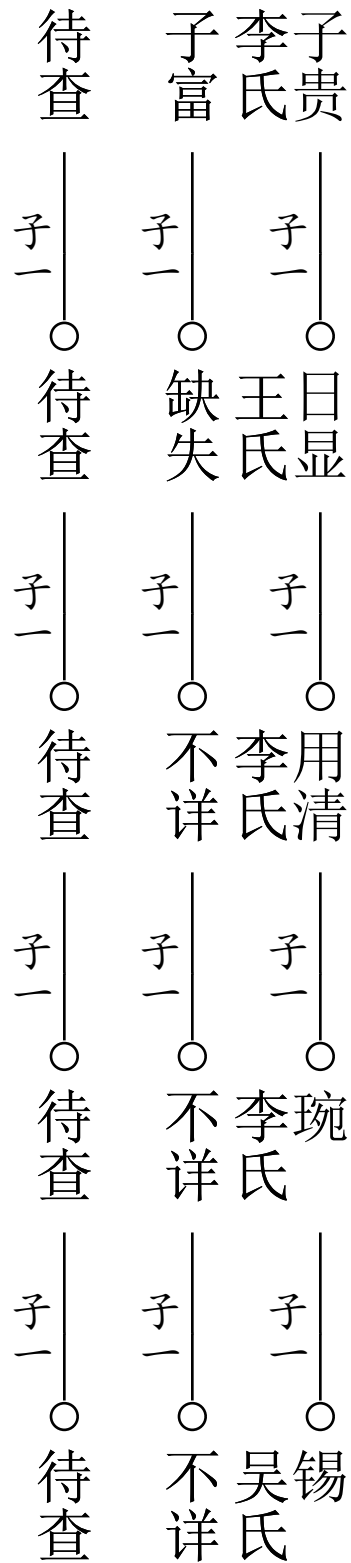 子贵
李氏
子富
待查
子一
子一
子一
日显
王氏
缺失
待查
子一
子一
子一
用清
李氏
不详
待查
子一
子一
子一
琬
李氏
不详
待查
子一
子一
子一
锡
吴氏
不详
待查